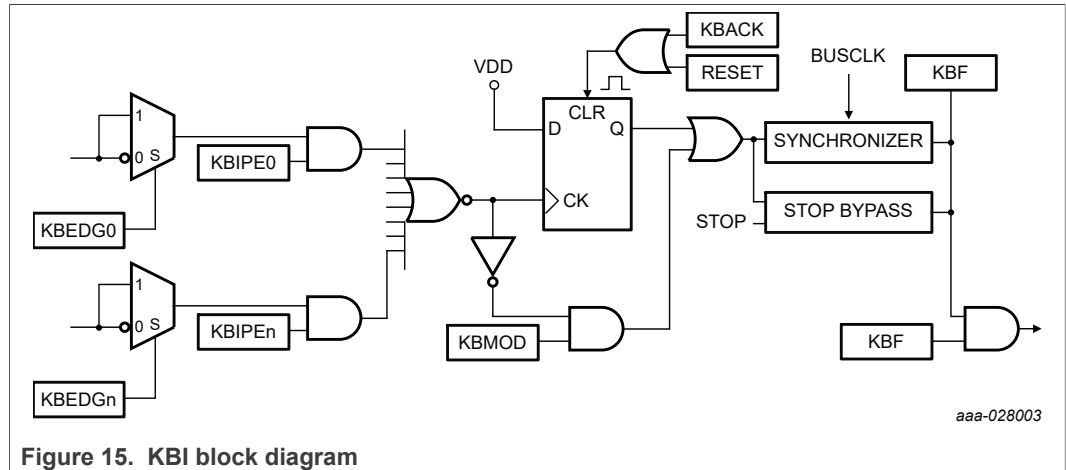 KBACK
RESET
VDD
BUSCLK
KBF
CLR
D
Q
CK
1
0
S
KBIPE0
KBEDG0
SYNCHRONIZER
STOP
STOP BYPASS
1
0
S
KBIPEn
KBEDGn
KBMOD
KBF
aaa-028003
Figure 15. KBI block diagram